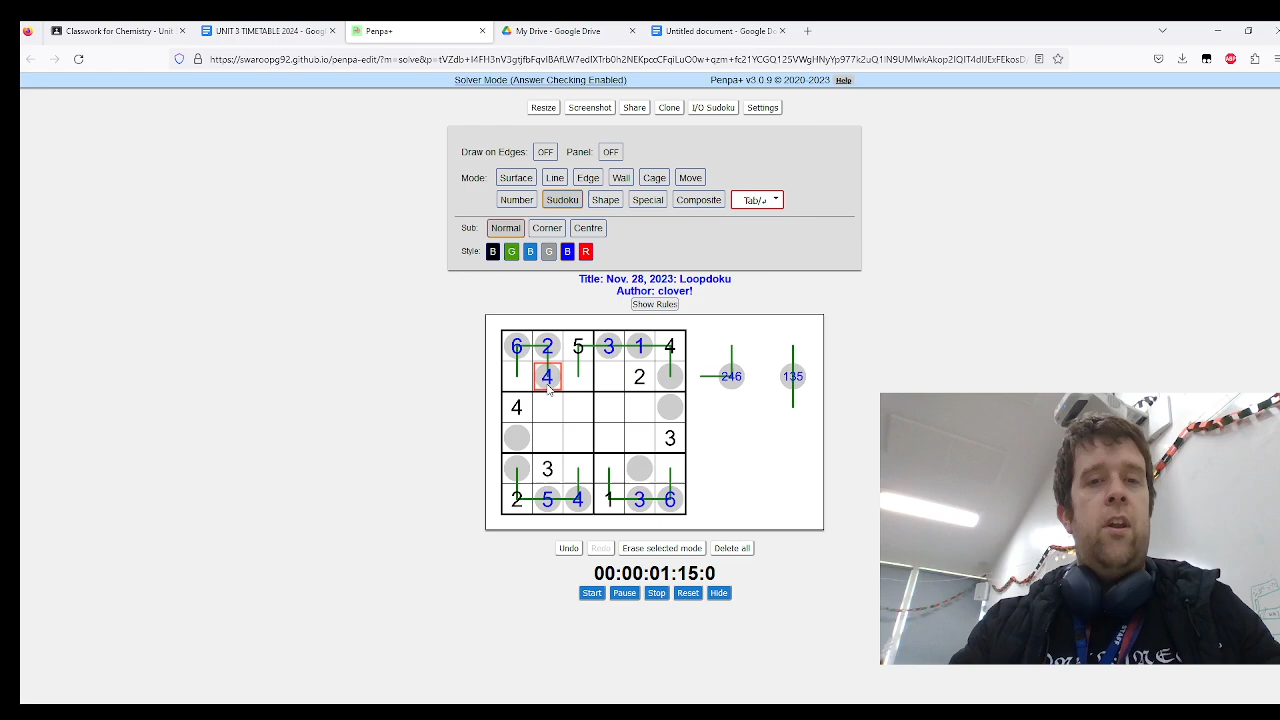 Classwork for Chemistry - Unit
UNIT 3 TIMETABLE 2024 - Goog
Penpa+
My Drive - Google Drive
Untitled document - Google D
Solver Mode (Answer Checking Enabled)
Penpa+ v3.0.9 © 2020-2023 Help
Resize Screenshot Share Clone I/O Sudoku Settings
Draw on Edges: OFF Panel: OFF
Mode: Surface Line Edge Wall Cage Move
Number Sudoku Shape Special Composite Tab/↲
Sub: Normal Corner Centre
Style: B G B G B R
Title: Nov. 28, 2023: Loopdoku
Author: clover!
Show Rules
6 2 5 3 1 4
4 2 246 135
4
3
3
2 5 4 1 3 6
Undo Redo Erase selected mode Delete all
00:00:01:15:0
Start Pause Stop Reset Hide
STAFF